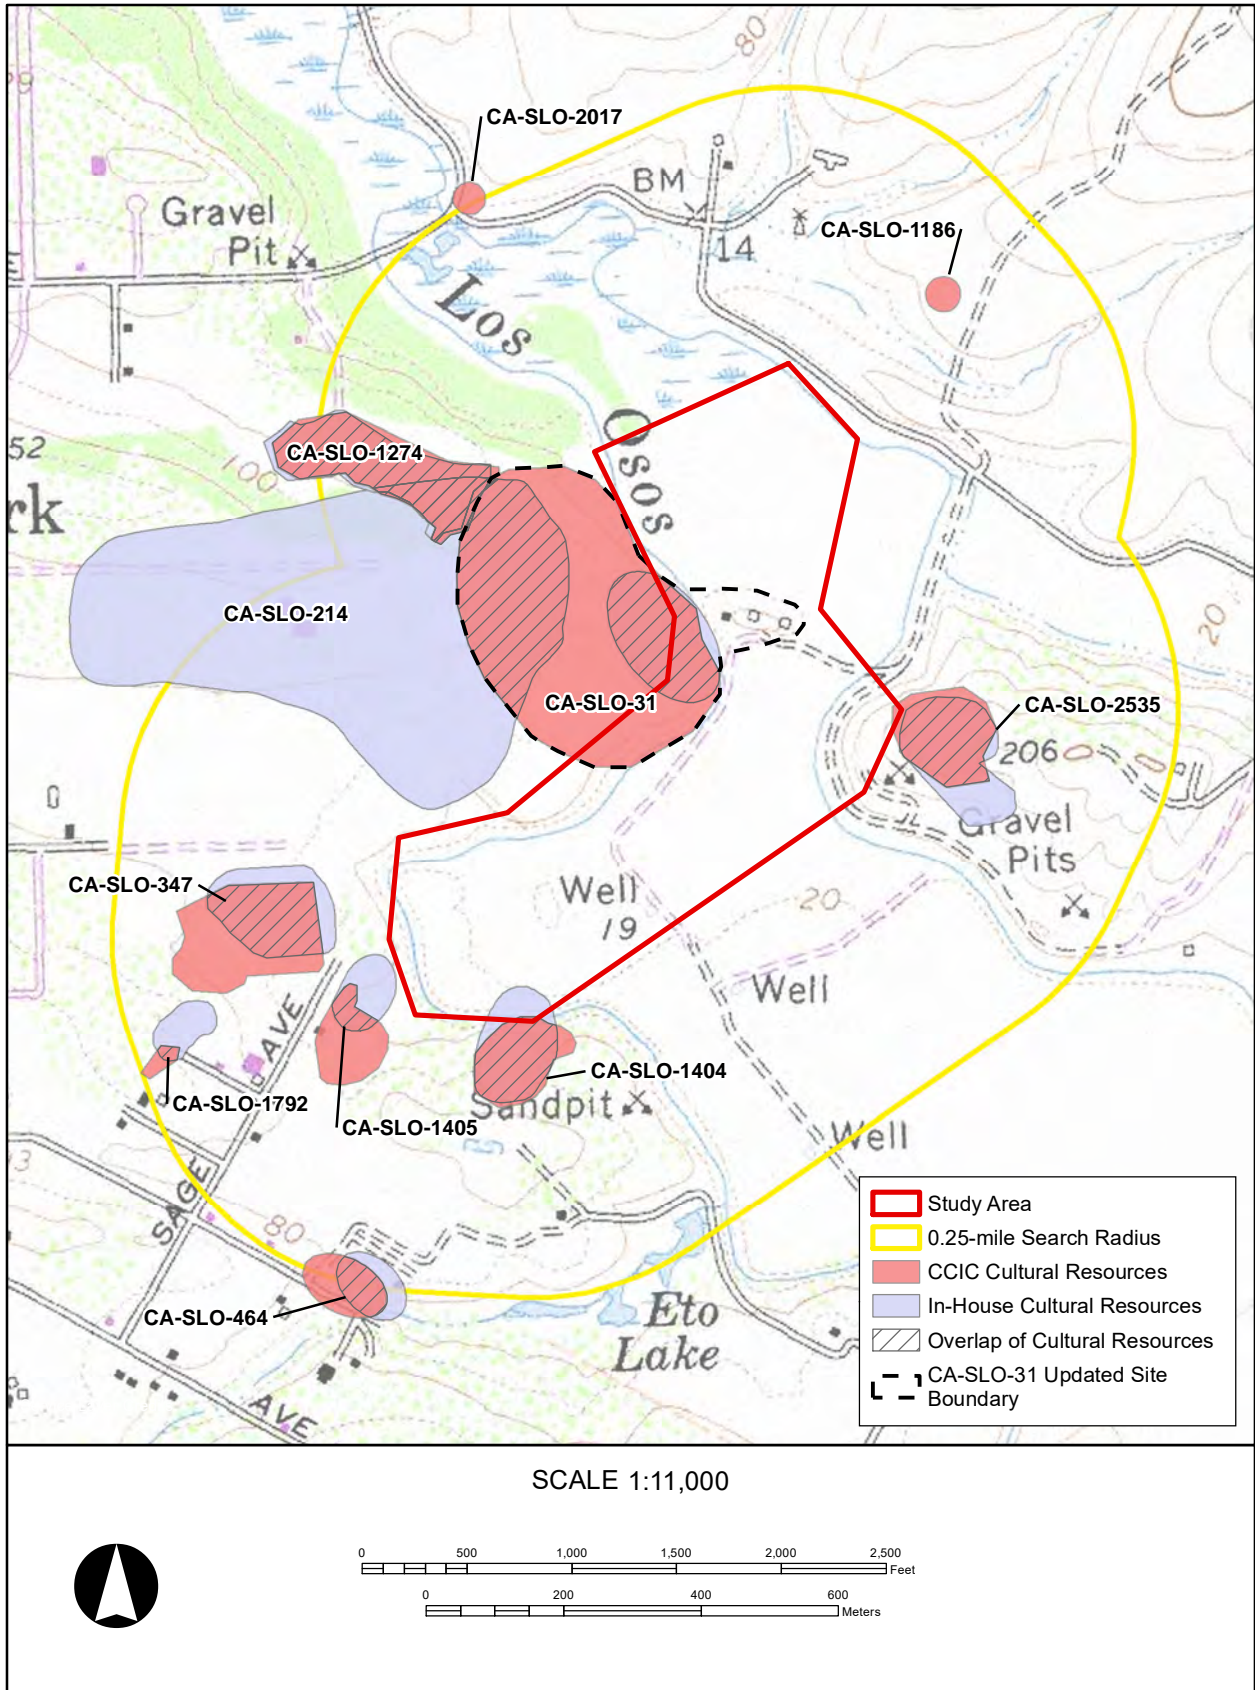 80
CA-SLO-2017
BM
Gravel
Pit
14
CA-SLO-1186
Los
Osos
52
100
CA-SLO-1274
rk
CA-SLO-214
20
CA-SLO-31
CA-SLO-2535
206
Gravel
Pits
CA-SLO-347
Well
19
20
Well
AVE
CA-SLO-1404
CA-SLO-1792
Sandpit
CA-SLO-1405
Well
SAGE
80
CA-SLO-464
Eto
Lake
AVE
Study Area
0.25-mile Search Radius
CCIC Cultural Resources
In-House Cultural Resources
Overlap of Cultural Resources
CA-SLO-31 Updated Site
Boundary
SCALE 1:11,000
0 500 1,000 1,500 2,000 2,500
Feet
0 200 400 600
Meters